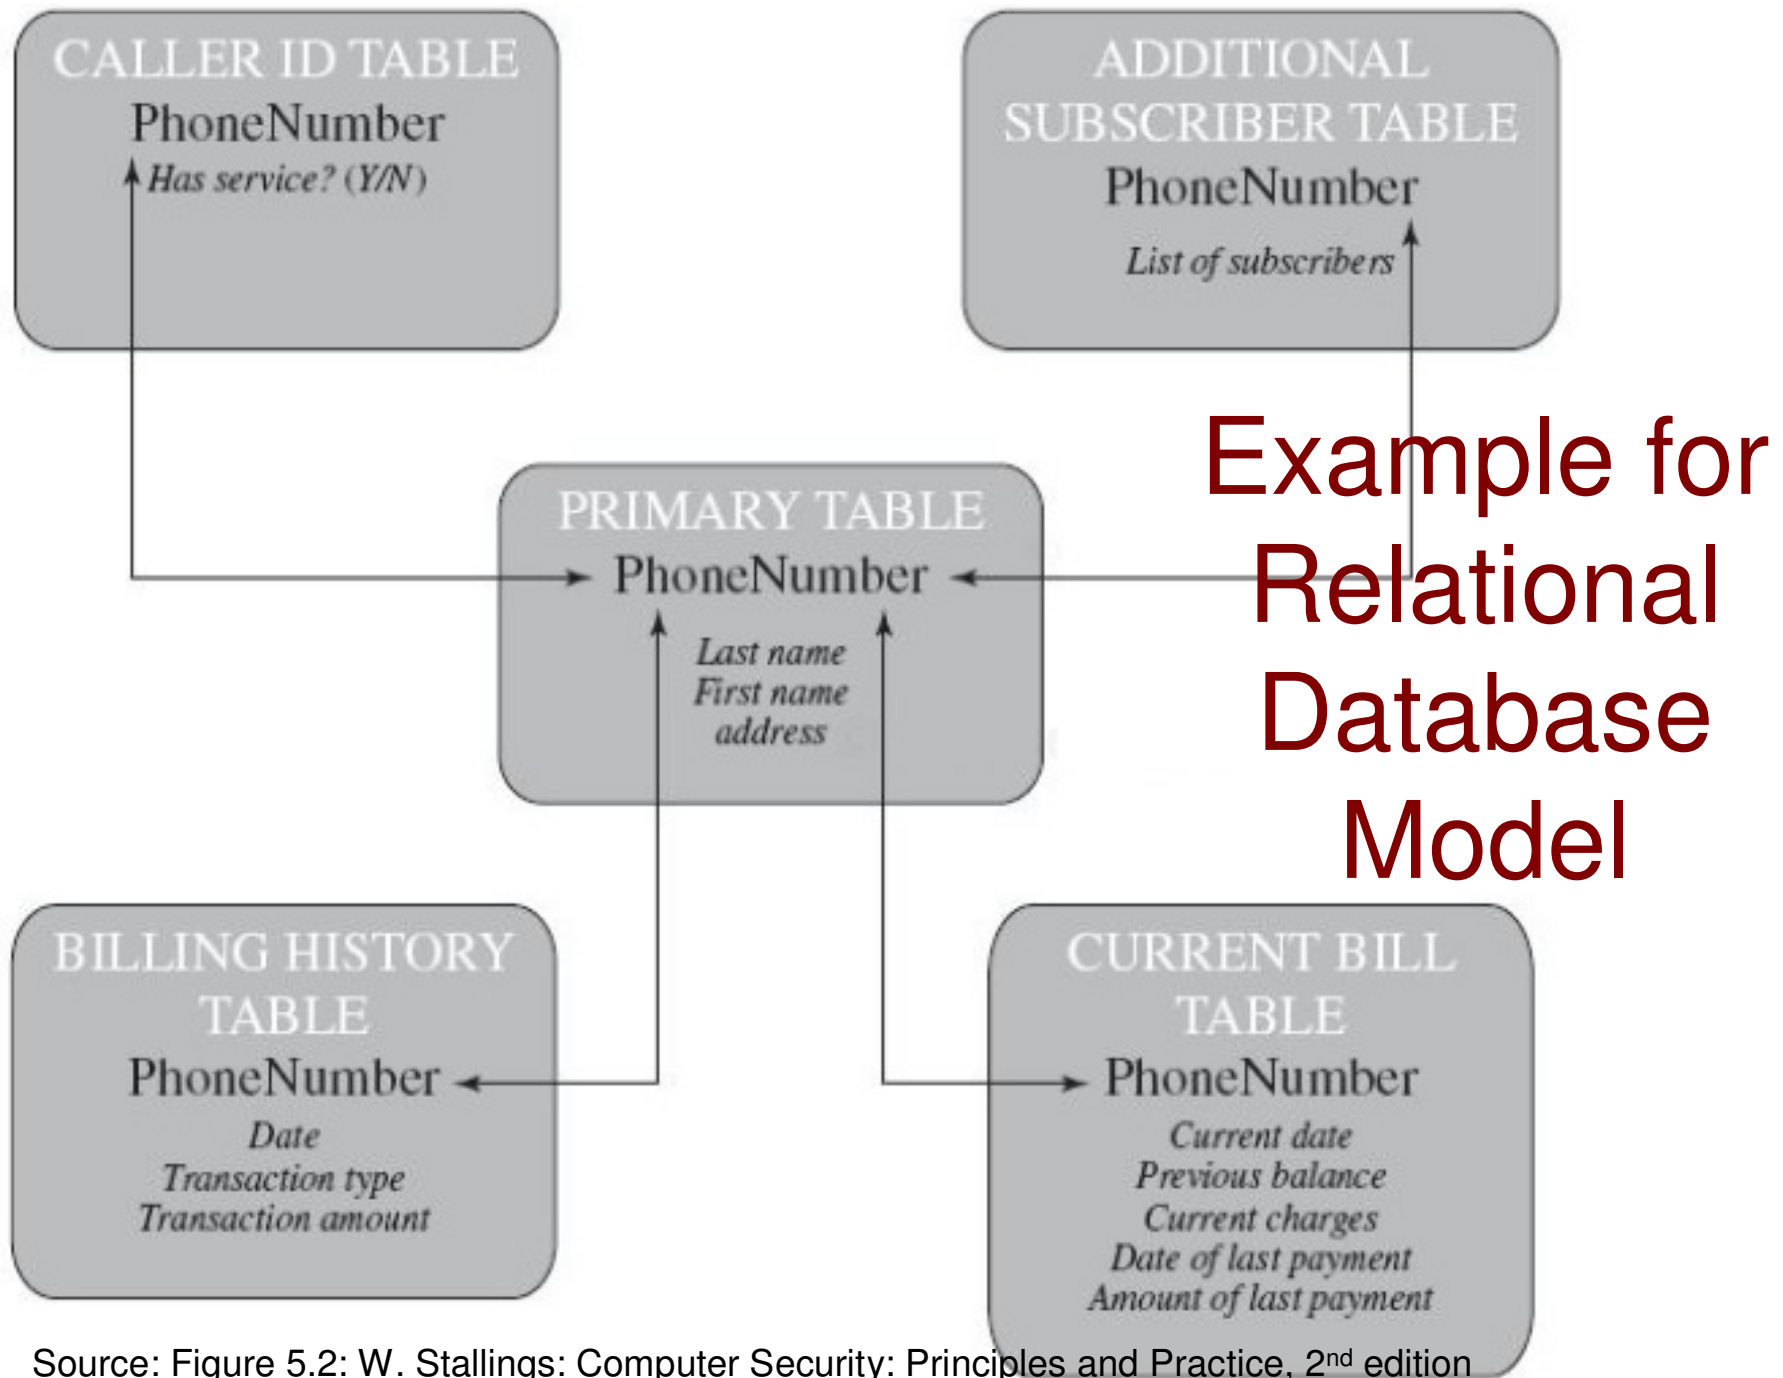 CALLER ID TABLE
PhoneNumber
Has service? (Y/N)
ADDITIONAL
SUBSCRIBER TABLE
PhoneNumber
List of subscribers
Example for
Relational
Database
Model
PRIMARY TABLE
PhoneNumber
Last name
First name
address
BILLING HISTORY
TABLE
PhoneNumber
Date
Transaction type
Transaction amount
CURRENT BILL
TABLE
PhoneNumber
Current date
Previous balance
Current charges
Date of last payment
Amount of last payment
Source: Figure 5.2: W. Stallings: Computer Security: Principles and Practice, 2nd edition